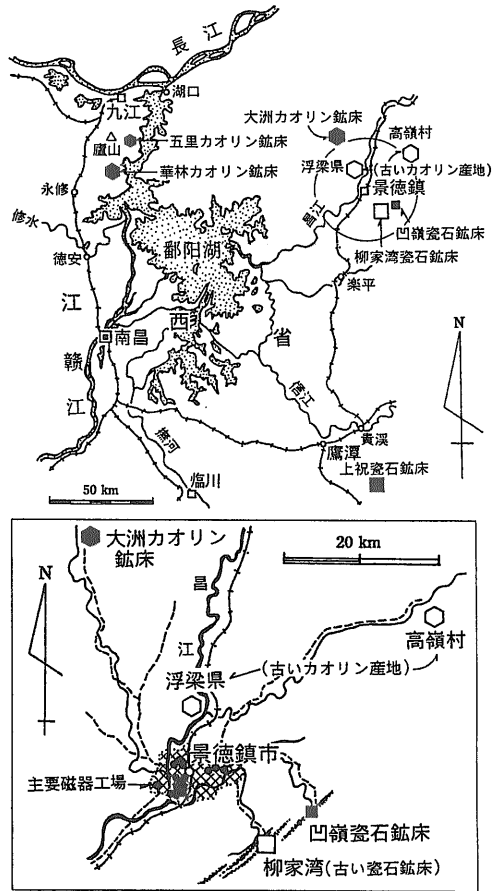 長江
湖口
九江
廬山
五里カオリン鉱床
華林カオリン鉱床
永修
修水
徳安
鄱阳湖
江
西
省
南昌
贛江
撫河
臨川
50 km
信江
貴溪
鷹潭
上祝瓷石鉱床
N
大洲カオリン鉱床
高嶺村
浮梁県
(古いカオリン産地)
景徳鎮
昌江
凹嶺瓷石鉱床
柳家湾瓷石鉱床
楽平
大洲カオリン
鉱床
20 km
N
昌
江
高嶺村
浮梁県
(古いカオリン産地)
景徳鎮市
主要磁器工場
凹嶺瓷石鉱床
柳家湾(古い瓷石鉱床)